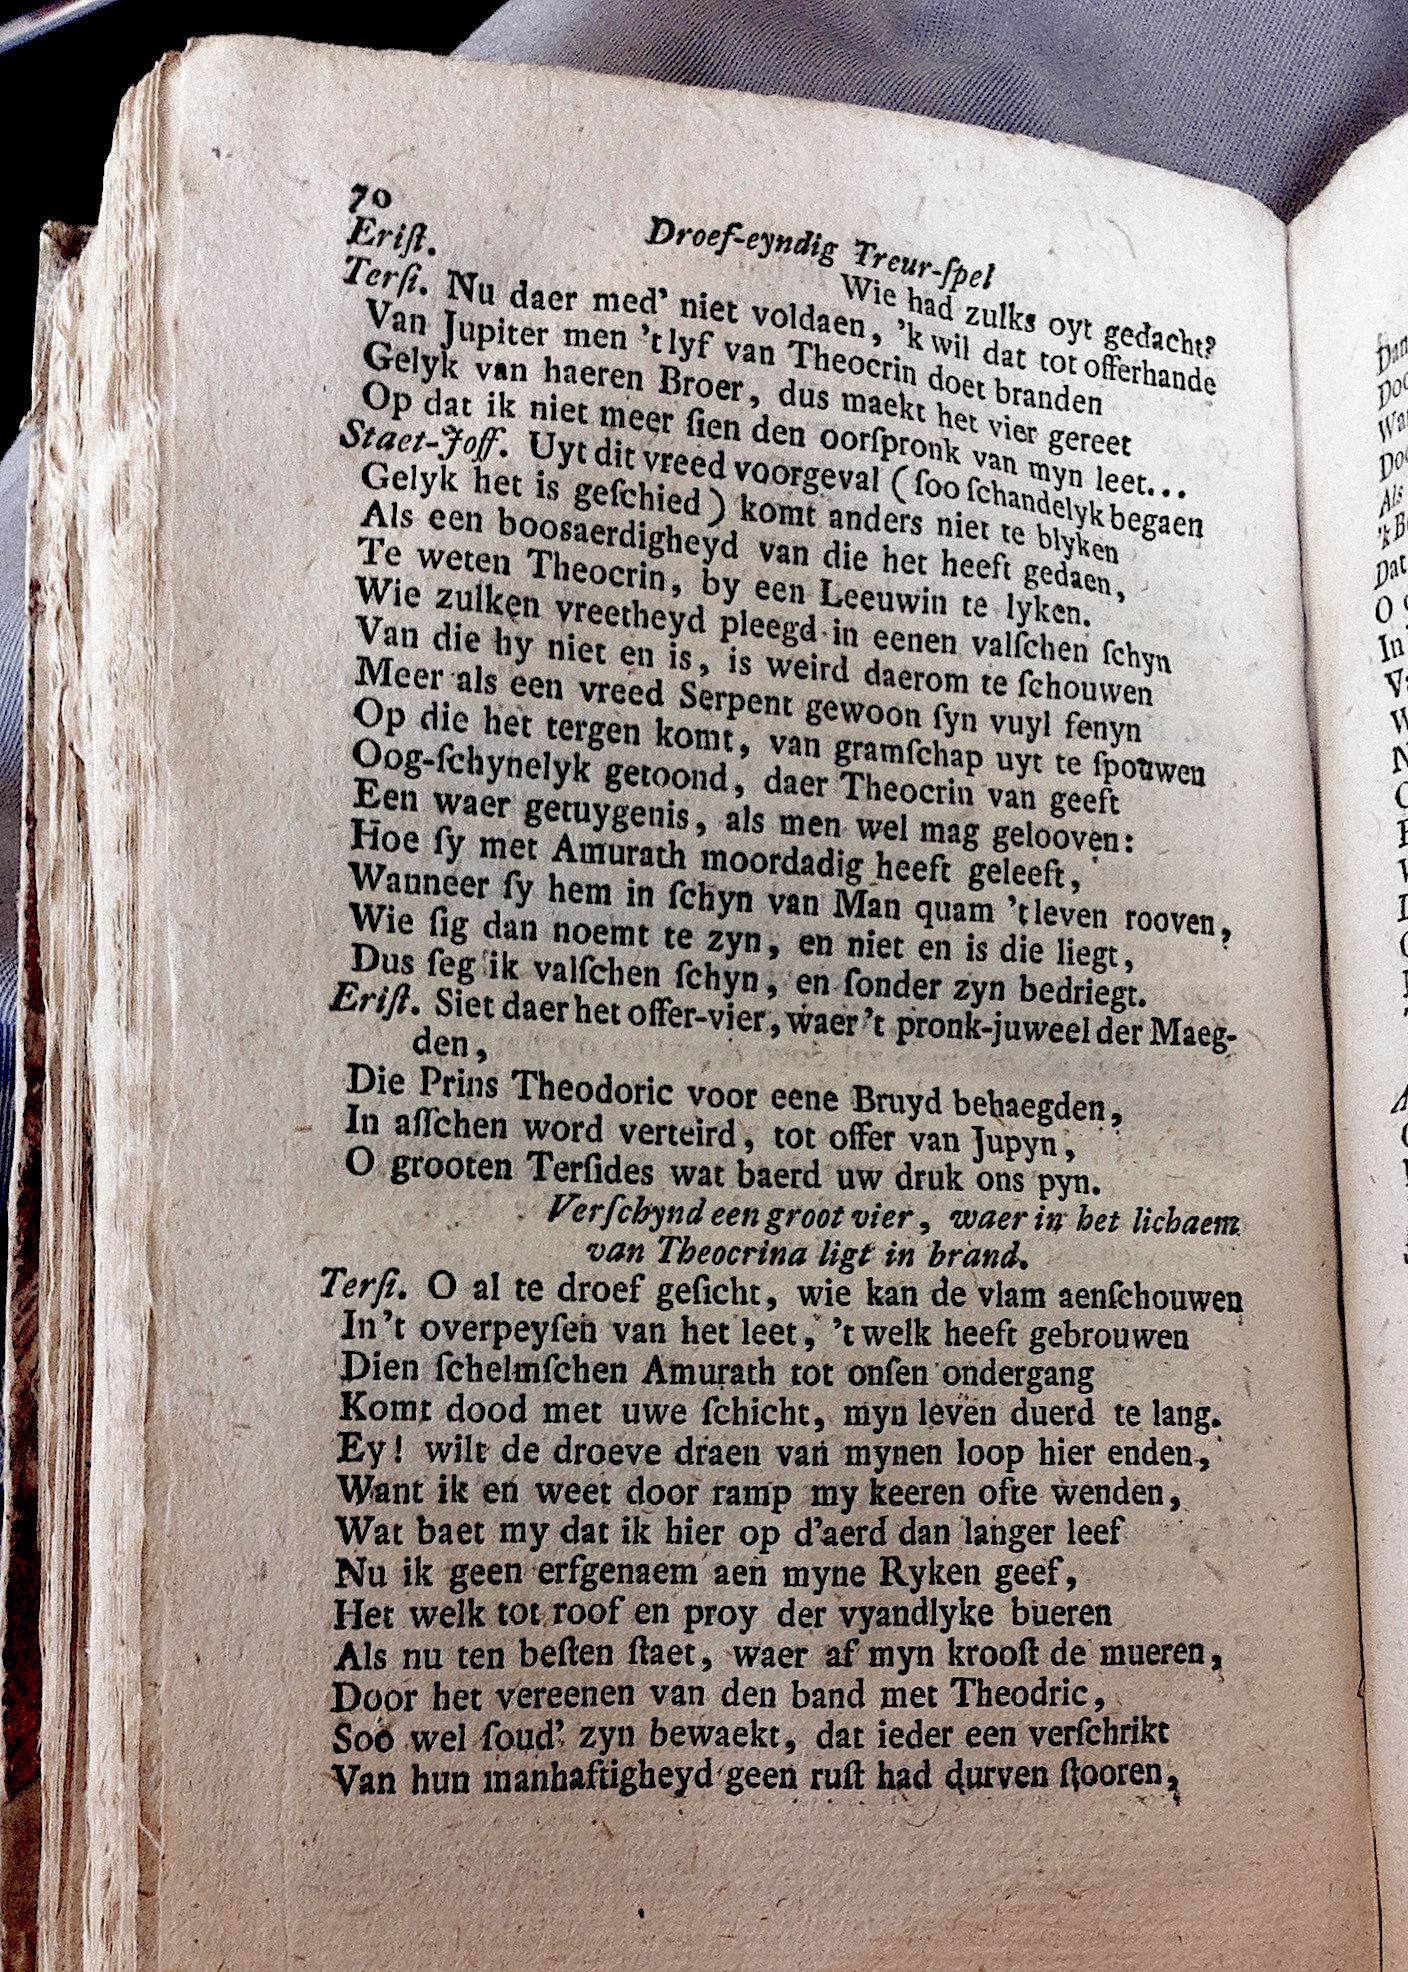 70
Droef-eyndig Treur-ſpel
Eriſt. Wie had zulks oyt gedacht?
Terſi. Nu daer med' niet voldaen, 'k wil dat tot offerhande
Van Jupiter men 't lyf van Theocrin doet branden
Gelyk van haeren Broer, dus maekt het vier gereet
Op dat ik niet meer ſien den oorſpronk van myn leet...
Staet-Joff. Uyt dit vreed voorgeval (ſoo ſchandelyk begaen
Gelyk het is geſchied) komt anders niet te blyken
Als een boosaerdigheyd van die het heeft gedaen,
Te weten Theocrin, by een Leeuwin te lyken.
Wie zulken vreetheyd pleegd in eenen valſchen ſchyn
Van die hy niet en is, is weird daerom te ſchouwen
Meer als een vreed Serpent gewoon ſyn vuyl fenyn
Op die het tergen komt, van gramſchap uyt te ſpouwen
Oog-ſchynelyk getoond, daer Theocrin van geeft
Een waer getuygenis, als men wel mag gelooven:
Hoe ſy met Amurath moordadig heeft geleeft,
Wanneer ſy hem in ſchyn van Man quam 't leven rooven,
Wie ſig dan noemt te zyn, en niet en is die liegt,
Dus ſeg ik valſchen ſchyn, en ſonder zyn bedriegt.
Eriſt. Siet daer het offer-vier, waer 't pronk-juweel der Maeg-
den,
Die Prins Theodoric voor eene Bruyd behaegden,
In aſſchen word verteird, tot offer van Jupyn,
O grooten Terſides wat baerd uw druk ons pyn.
Verſchynd een groot vier, waer in het lichaem
van Theocrina ligt in brand.
Terſi. O al te droef geſicht, wie kan de vlam aenſchouwen
In 't overpeyſen van het leet, 't welk heeft gebrouwen
Dien ſchelmſchen Amurath tot onſen ondergang
Komt dood met uwe ſchicht, myn leven duerd te lang.
Ey! wilt de droeve draen van mynen loop hier enden,
Want ik en weet door ramp my keeren ofte wenden,
Wat baet my dat ik hier op d'aerd dan langer leef
Nu ik geen erfgenaem aen myne Ryken geef,
Het welk tot roof en proy der vyandlyke bueren
Als nu ten beſten ſtaet, waer af myn krooſt de mueren,
Door het vereenen van den band met Theodric,
Soo wel ſoud' zyn bewaekt, dat ieder een verſchrikt
Van hun manhaftigheyd geen ruſt had durven ſtooren,